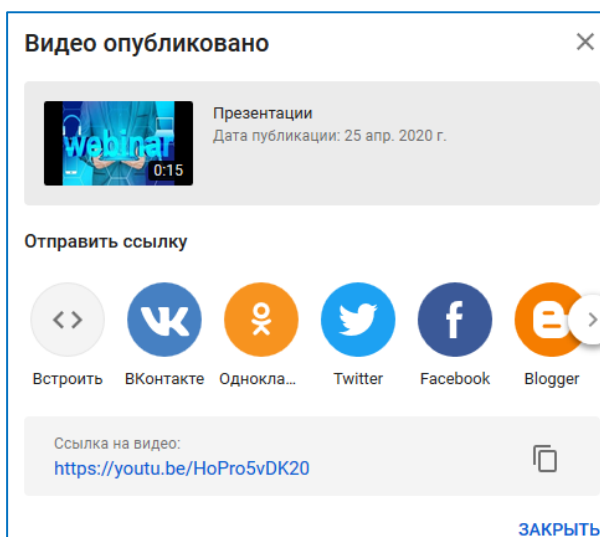 Видео опубликовано
webinar
0:15
Презентации
Дата публикации: 25 апр. 2020 г.
Отправить ссылку
Встроить ВКонтакте Однокла... Twitter Facebook Blogger
Ссылка на видео:
https://youtu.be/HoPro5vDK20
ЗАКРЫТЬ